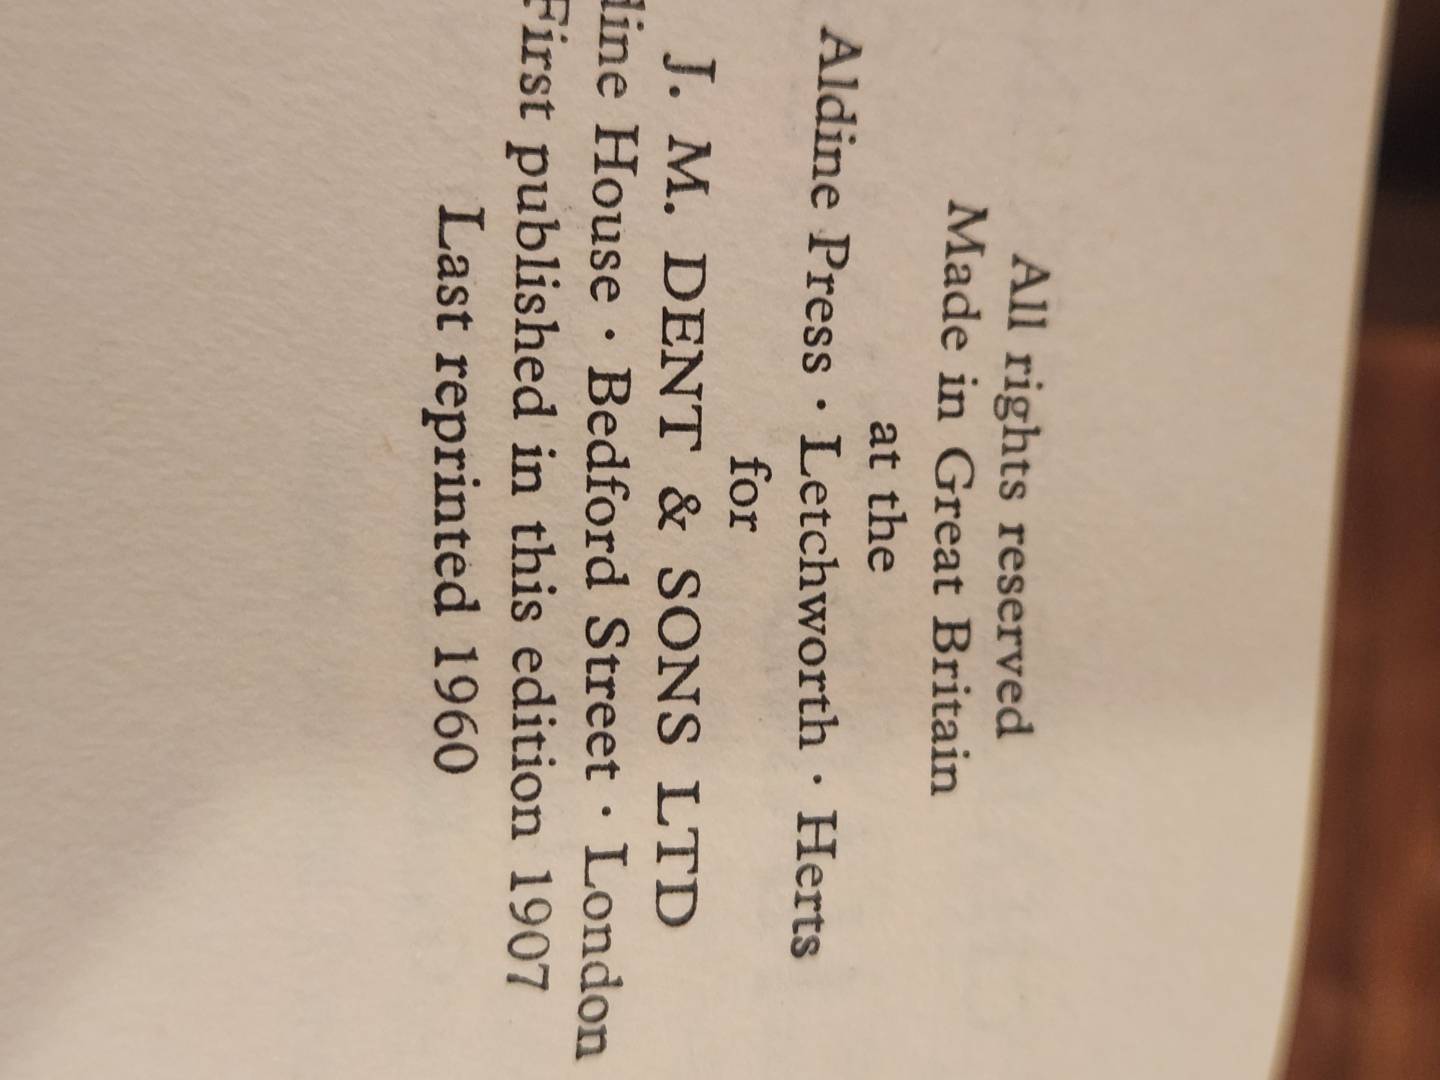 All rights reserved
Made in Great Britain
at the
Aldine Press · Letchworth · Herts
for
J. M. DENT & SONS LTD
dine House · Bedford Street · London
First published in this edition 1907
Last reprinted 1960